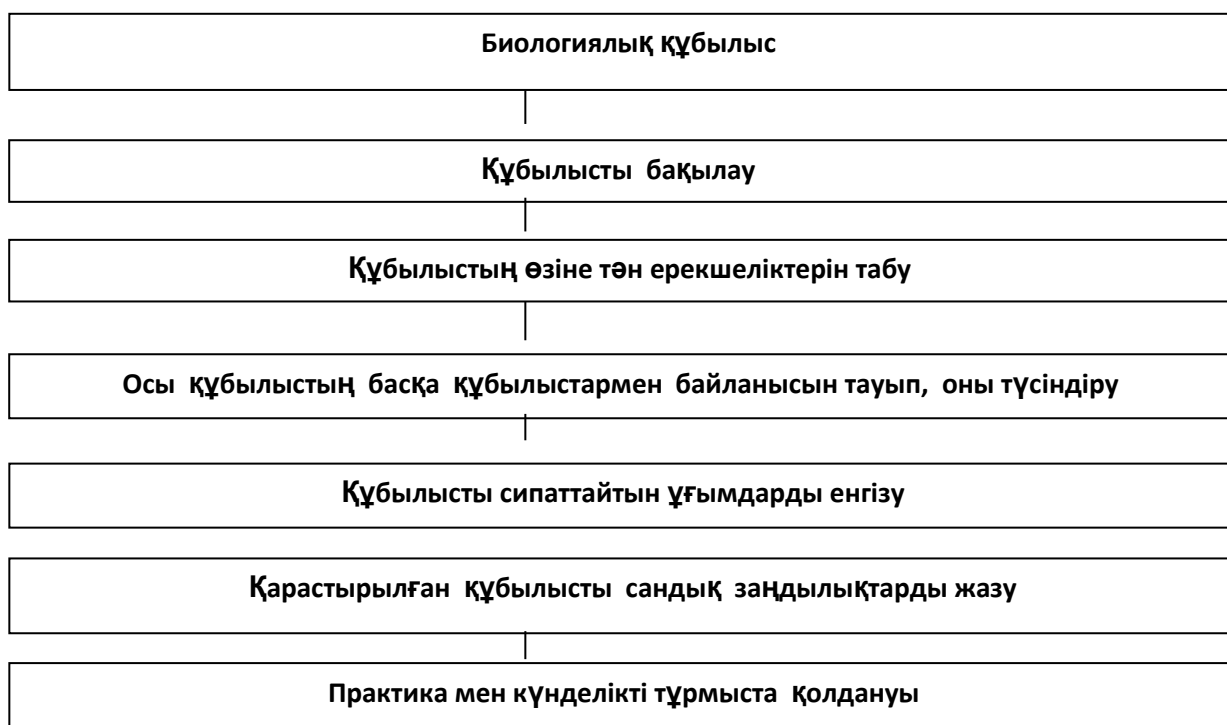 Биологиялық құбылыс
Құбылысты бақылау
Құбылыстың өзіне тән ерекшеліктерін табу
Осы құбылыстың басқа құбылыстармен байланысын тауып, оны түсіндіру
Құбылысты сипаттайтын ұғымдарды енгізу
Қарастырылған құбылысты сандық заңдылықтарды жазу
Практика мен күнделікті тұрмыста қолдануы